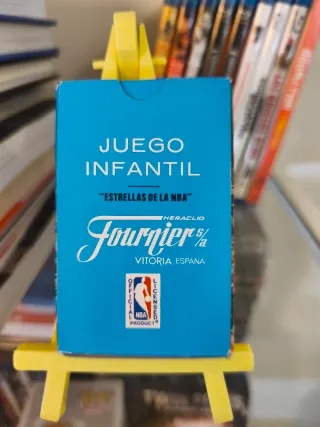 JUEGO
INFANTIL
"ESTRELLAS DE LA NBA"
HERACLIO
Fournier S/a
VITORIA ESPAÑA
OFFICIAL
NBA
LICENSED
PRODUCT